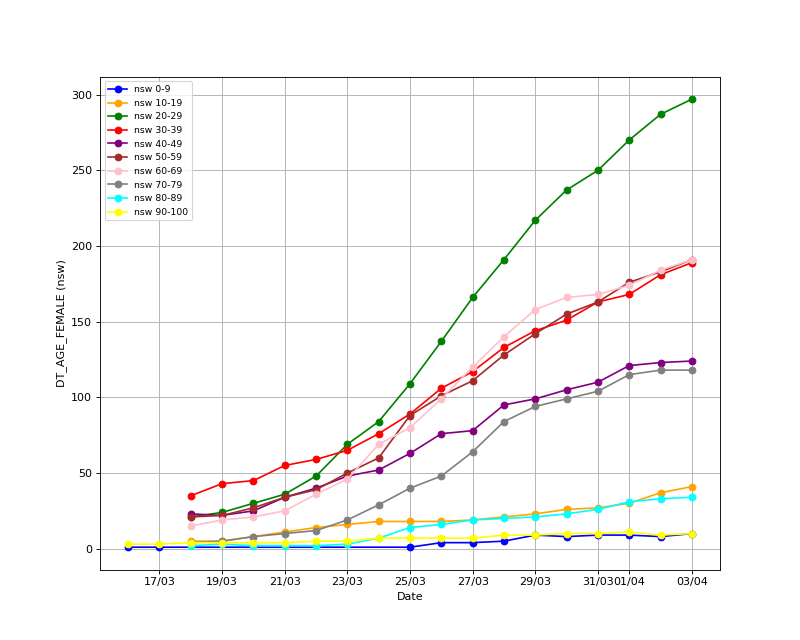 300
250
200
150
100
50
0
DT_AGE_FEMALE (nsw)
nsw 0-9
nsw 10-19
nsw 20-29
nsw 30-39
nsw 40-49
nsw 50-59
nsw 60-69
nsw 70-79
nsw 80-89
nsw 90-100
17/03 19/03 21/03 23/03 25/03 27/03 29/03 31/03 01/04 03/04
Date